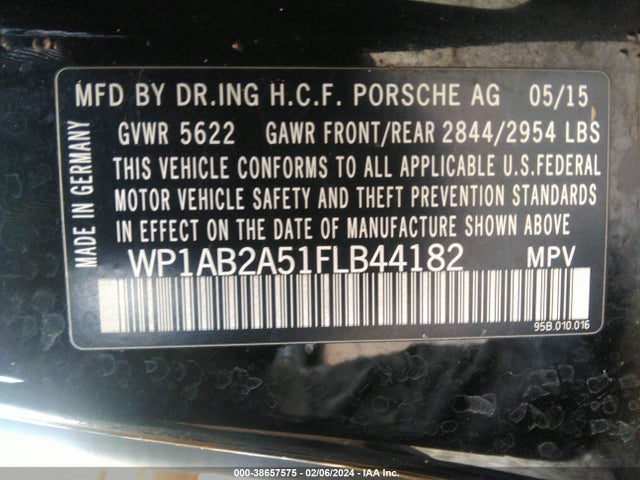 MFD BY DR.ING H.C.F. PORSCHE AG 05/15
GVWR 5622 GAWR FRONT/REAR 2844/2954 LBS
THIS VEHICLE CONFORMS TO ALL APPLICABLE U.S.FEDERAL
MOTOR VEHICLE SAFETY AND THEFT PREVENTION STANDARDS
IN EFFECT ON THE DATE OF MANUFACTURE SHOWN ABOVE
WP1AB2A51FLB44182 MPV
95B.010.016
MADE IN GERMANY
000-38657575 - 02/06/2024 - IAA Inc.